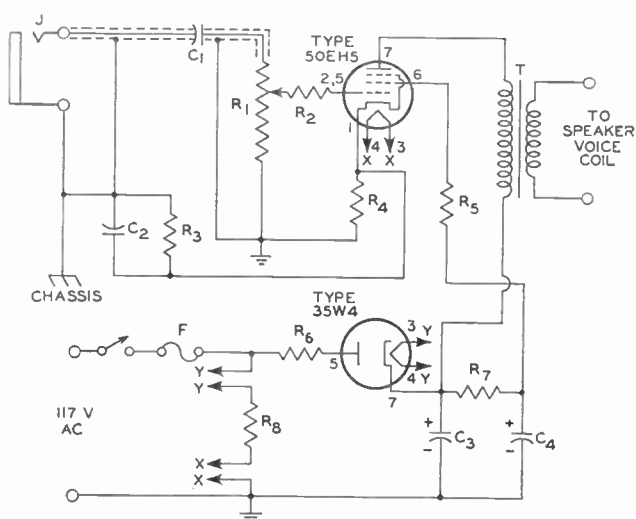 J
C1
TYPE
50EH5
7
T
2,5
6
R1
R2
1
4 3
X X
TO
SPEAKER
VOICE
COIL
R4
R5
C2
R3
CHASSIS
TYPE
35W4
F
R6
5
3 Y
4 Y
7
R7
Y
Y
117 V
AC
R8
+
-
C3
+
-
C4
X
X